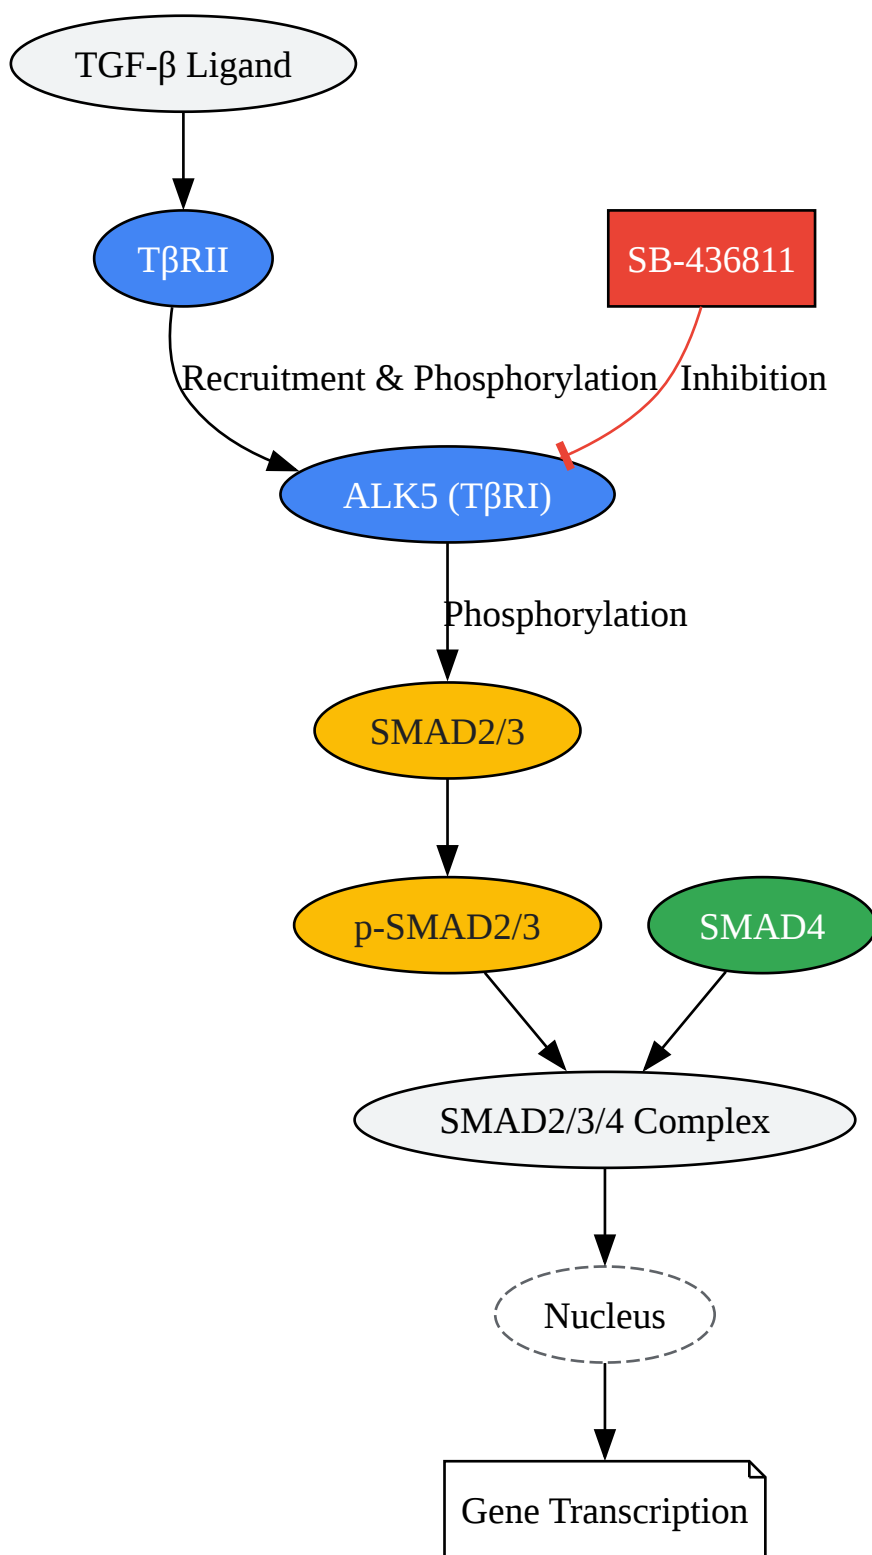 TGF-β Ligand
TβRII
SB-436811
Recruitment & Phosphorylation
Inhibition
ALK5 (TβRI)
Phosphorylation
SMAD2/3
p-SMAD2/3
SMAD4
SMAD2/3/4 Complex
Nucleus
Gene Transcription